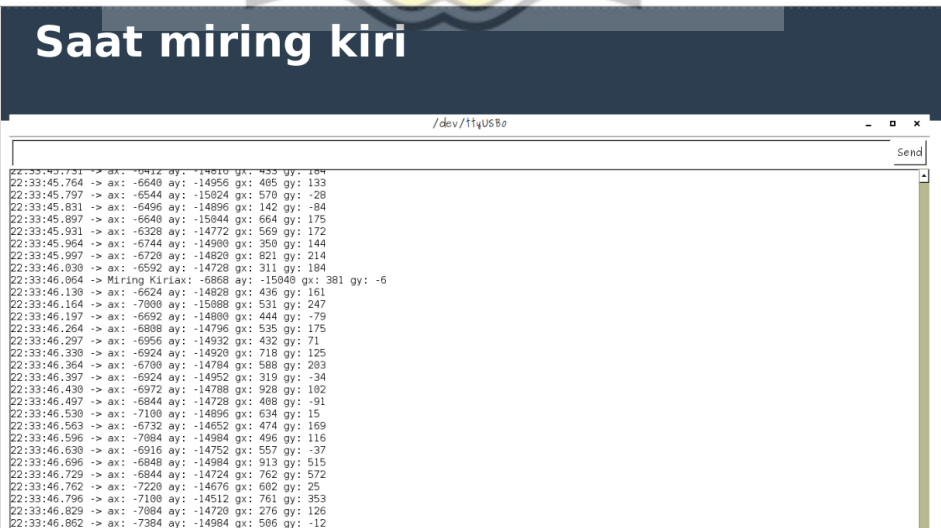 Saat miring kiri
/dev/ttyUSB0
Send
22:33:45.731 -> ax: -6412 ay: -14816 gx: 433 gy: 184
22:33:45.764 -> ax: -6640 ay: -14956 gx: 405 gy: 133
22:33:45.797 -> ax: -6544 ay: -15024 gx: 570 gy: -28
22:33:45.831 -> ax: -6496 ay: -14896 gx: 142 gy: -84
22:33:45.897 -> ax: -6640 ay: -15044 gx: 664 gy: 175
22:33:45.931 -> ax: -6328 ay: -14772 gx: 569 gy: 172
22:33:45.964 -> ax: -6744 ay: -14900 gx: 350 gy: 144
22:33:45.997 -> ax: -6720 ay: -14820 gx: 821 gy: 214
22:33:46.030 -> ax: -6592 ay: -14728 gx: 311 gy: 184
22:33:46.064 -> Miring Kiriax: -6868 ay: -15040 gx: 381 gy: -6
22:33:46.130 -> ax: -6624 ay: -14828 gx: 436 gy: 161
22:33:46.164 -> ax: -7000 ay: -15088 gx: 531 gy: 247
22:33:46.197 -> ax: -6692 ay: -14800 gx: 444 gy: -79
22:33:46.264 -> ax: -6808 ay: -14796 gx: 535 gy: 175
22:33:46.297 -> ax: -6956 ay: -14932 gx: 432 gy: 71
22:33:46.330 -> ax: -6924 ay: -14920 gx: 718 gy: 125
22:33:46.364 -> ax: -6700 ay: -14784 gx: 588 gy: 203
22:33:46.397 -> ax: -6924 ay: -14952 gx: 319 gy: -34
22:33:46.430 -> ax: -6972 ay: -14788 gx: 928 gy: 102
22:33:46.497 -> ax: -6844 ay: -14728 gx: 408 gy: -91
22:33:46.530 -> ax: -7100 ay: -14896 gx: 634 gy: 15
22:33:46.563 -> ax: -6732 ay: -14652 gx: 474 gy: 169
22:33:46.596 -> ax: -7084 ay: -14984 gx: 496 gy: 116
22:33:46.630 -> ax: -6916 ay: -14752 gx: 557 gy: -37
22:33:46.696 -> ax: -6848 ay: -14984 gx: 913 gy: 515
22:33:46.729 -> ax: -6844 ay: -14724 gx: 762 gy: 572
22:33:46.762 -> ax: -7220 ay: -14676 gx: 602 gy: 25
22:33:46.796 -> ax: -7100 ay: -14512 gx: 761 gy: 353
22:33:46.829 -> ax: -7084 ay: -14720 gx: 276 gy: 126
22:33:46.862 -> ax: -7384 ay: -14984 gx: 506 gy: -12